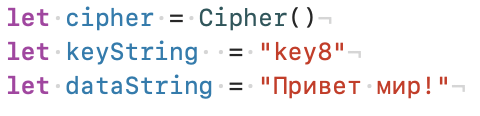 let cipher = Cipher()
let keyString  = "key8"
let dataString = "Привет мир!"